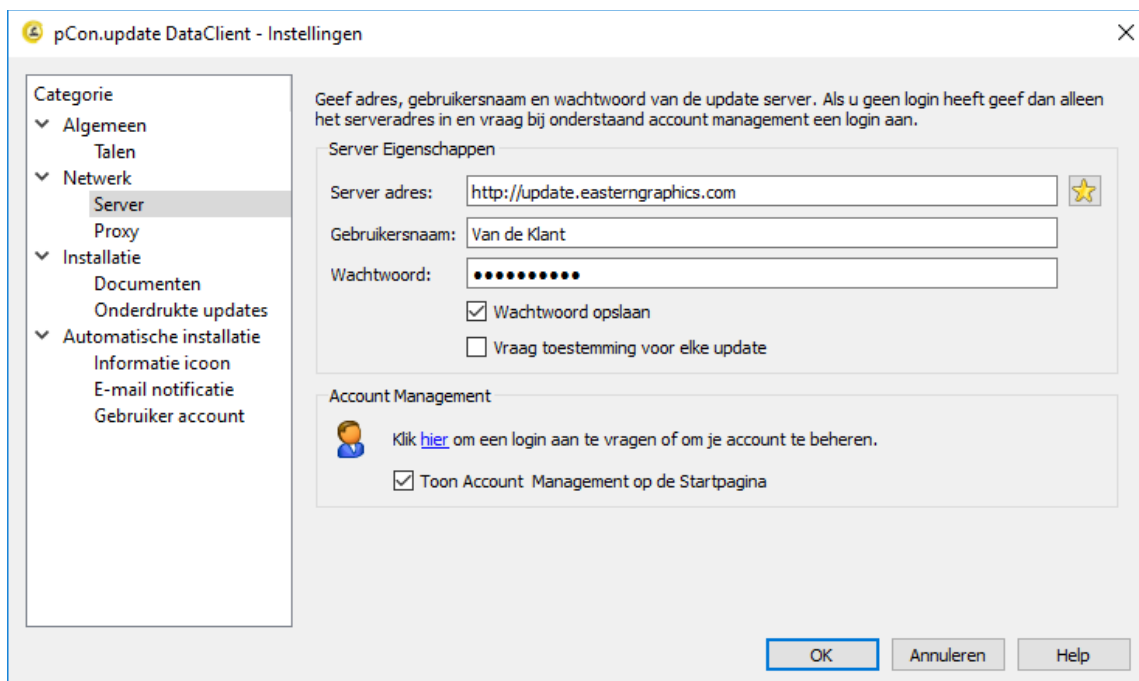 pCon.update DataClient - Instellingen
Categorie
Algemeen
Talen
Netwerk
Server
Proxy
Installatie
Documenten
Onderdrukte updates
Automatische installatie
Informatie icoon
E-mail notificatie
Gebruiker account
Geef adres, gebruikersnaam en wachtwoord van de update server. Als u geen login heeft geef dan alleen
het serveradres in en vraag bij onderstaand account management een login aan.
Server Eigenschappen
Server adres: http://update.easterngraphics.com
Gebruikersnaam: Van de Klant
Wachtwoord: ●●●●●●●●●●
Wachtwoord opslaan
Vraag toestemming voor elke update
Account Management
Klik hier om een login aan te vragen of om je account te beheren.
Toon Account Management op de Startpagina
OK Annuleren Help